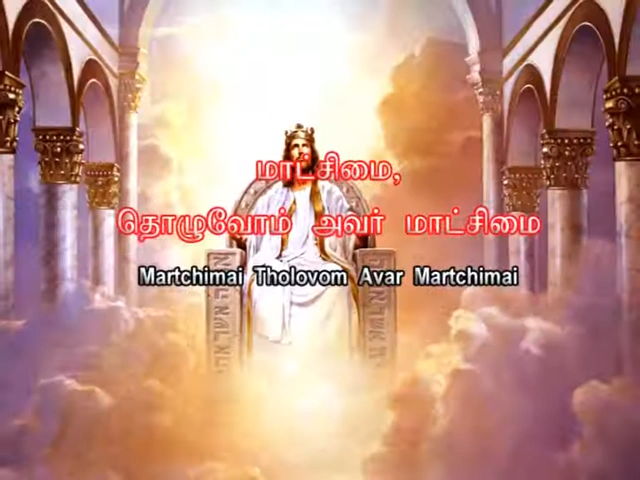 மாட்சிமை,
தொழுவோம் அவர் மாட்சிமை
Martchimai Tholovom Avar Martchimai